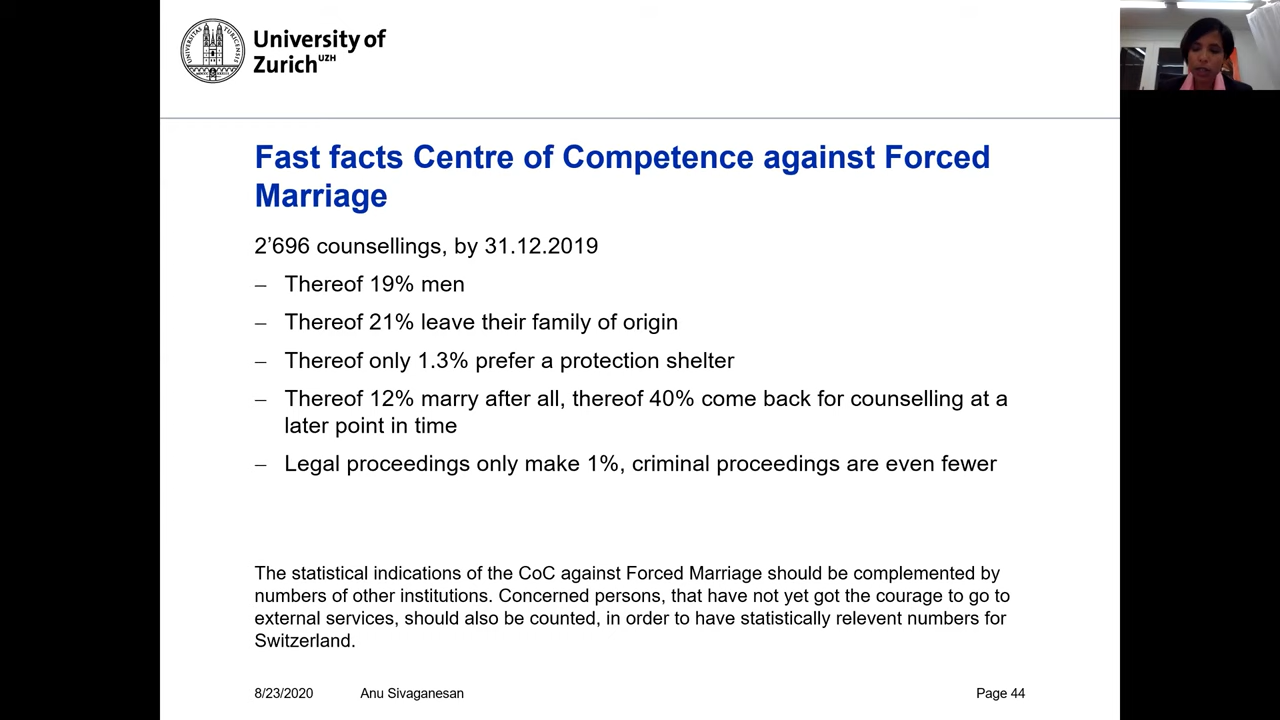 University of
Zurich UZH
Fast facts Centre of Competence against Forced
Marriage
2’696 counsellings, by 31.12.2019
– Thereof 19% men
– Thereof 21% leave their family of origin
– Thereof only 1.3% prefer a protection shelter
– Thereof 12% marry after all, thereof 40% come back for counselling at a
later point in time
– Legal proceedings only make 1%, criminal proceedings are even fewer
The statistical indications of the CoC against Forced Marriage should be complemented by
numbers of other institutions. Concerned persons, that have not yet got the courage to go to
external services, should also be counted, in order to have statistically relevent numbers for
Switzerland.
8/23/2020 Anu Sivaganesan Page 44